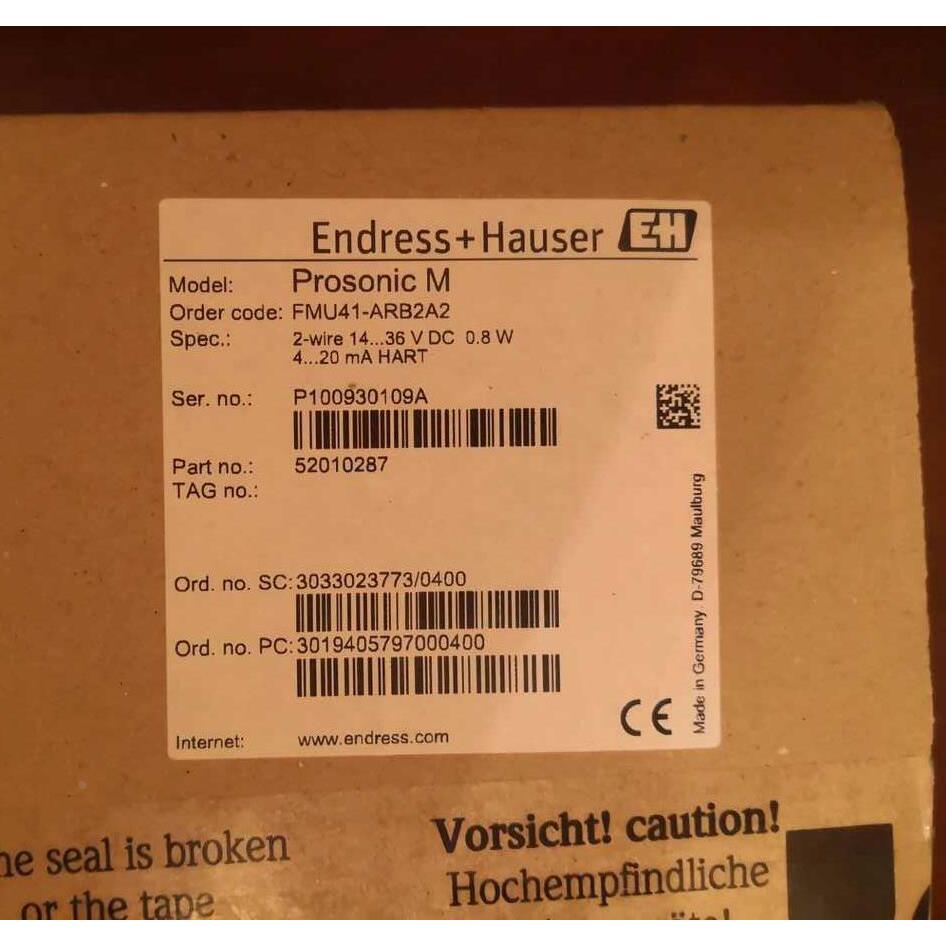 Endress+Hauser EH
Model: Prosonic M
Order code: FMU41-ARB2A2
Spec.: 2-wire 14...36 V DC 0.8 W
4...20 mA HART
Ser. no.: P100930109A
Part no.: 52010287
TAG no.:
Ord. no. SC: 3033023773/0400
Ord. no. PC: 3019405797000400
Internet: www.endress.com
CE
Made in Germany. D-79689 Maulburg
seal is broken
or the tape
Vorsicht! caution!
Hochempfindliche